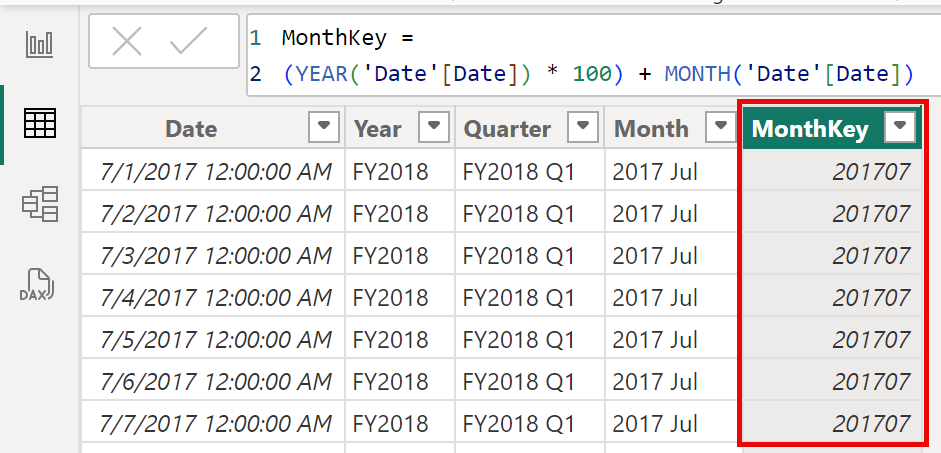 1 MonthKey =
2 (YEAR('Date'[Date]) * 100) + MONTH('Date'[Date])
Date Year Quarter Month MonthKey
7/1/2017 12:00:00 AM FY2018 FY2018 Q1 2017 Jul 201707
7/2/2017 12:00:00 AM FY2018 FY2018 Q1 2017 Jul 201707
7/3/2017 12:00:00 AM FY2018 FY2018 Q1 2017 Jul 201707
7/4/2017 12:00:00 AM FY2018 FY2018 Q1 2017 Jul 201707
7/5/2017 12:00:00 AM FY2018 FY2018 Q1 2017 Jul 201707
7/6/2017 12:00:00 AM FY2018 FY2018 Q1 2017 Jul 201707
7/7/2017 12:00:00 AM FY2018 FY2018 Q1 2017 Jul 201707
DAX